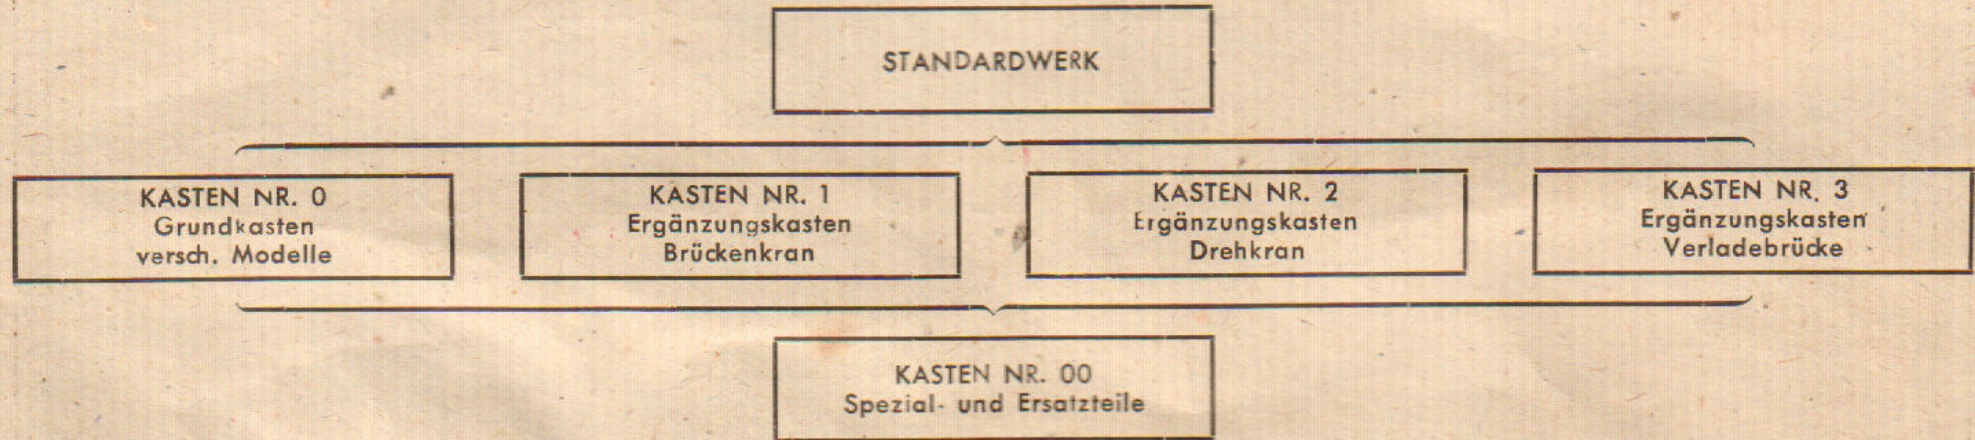 STANDARDWERK
KASTEN NR. 0
Grundkasten
versch. Modelle
KASTEN NR. 1
Ergänzungskasten
Brückenkran
KASTEN NR. 2
Ergänzungskasten
Drehkran
KASTEN NR. 3
Ergänzungskasten
Verladebrücke
KASTEN NR. 00
Spezial- und Ersatzteile